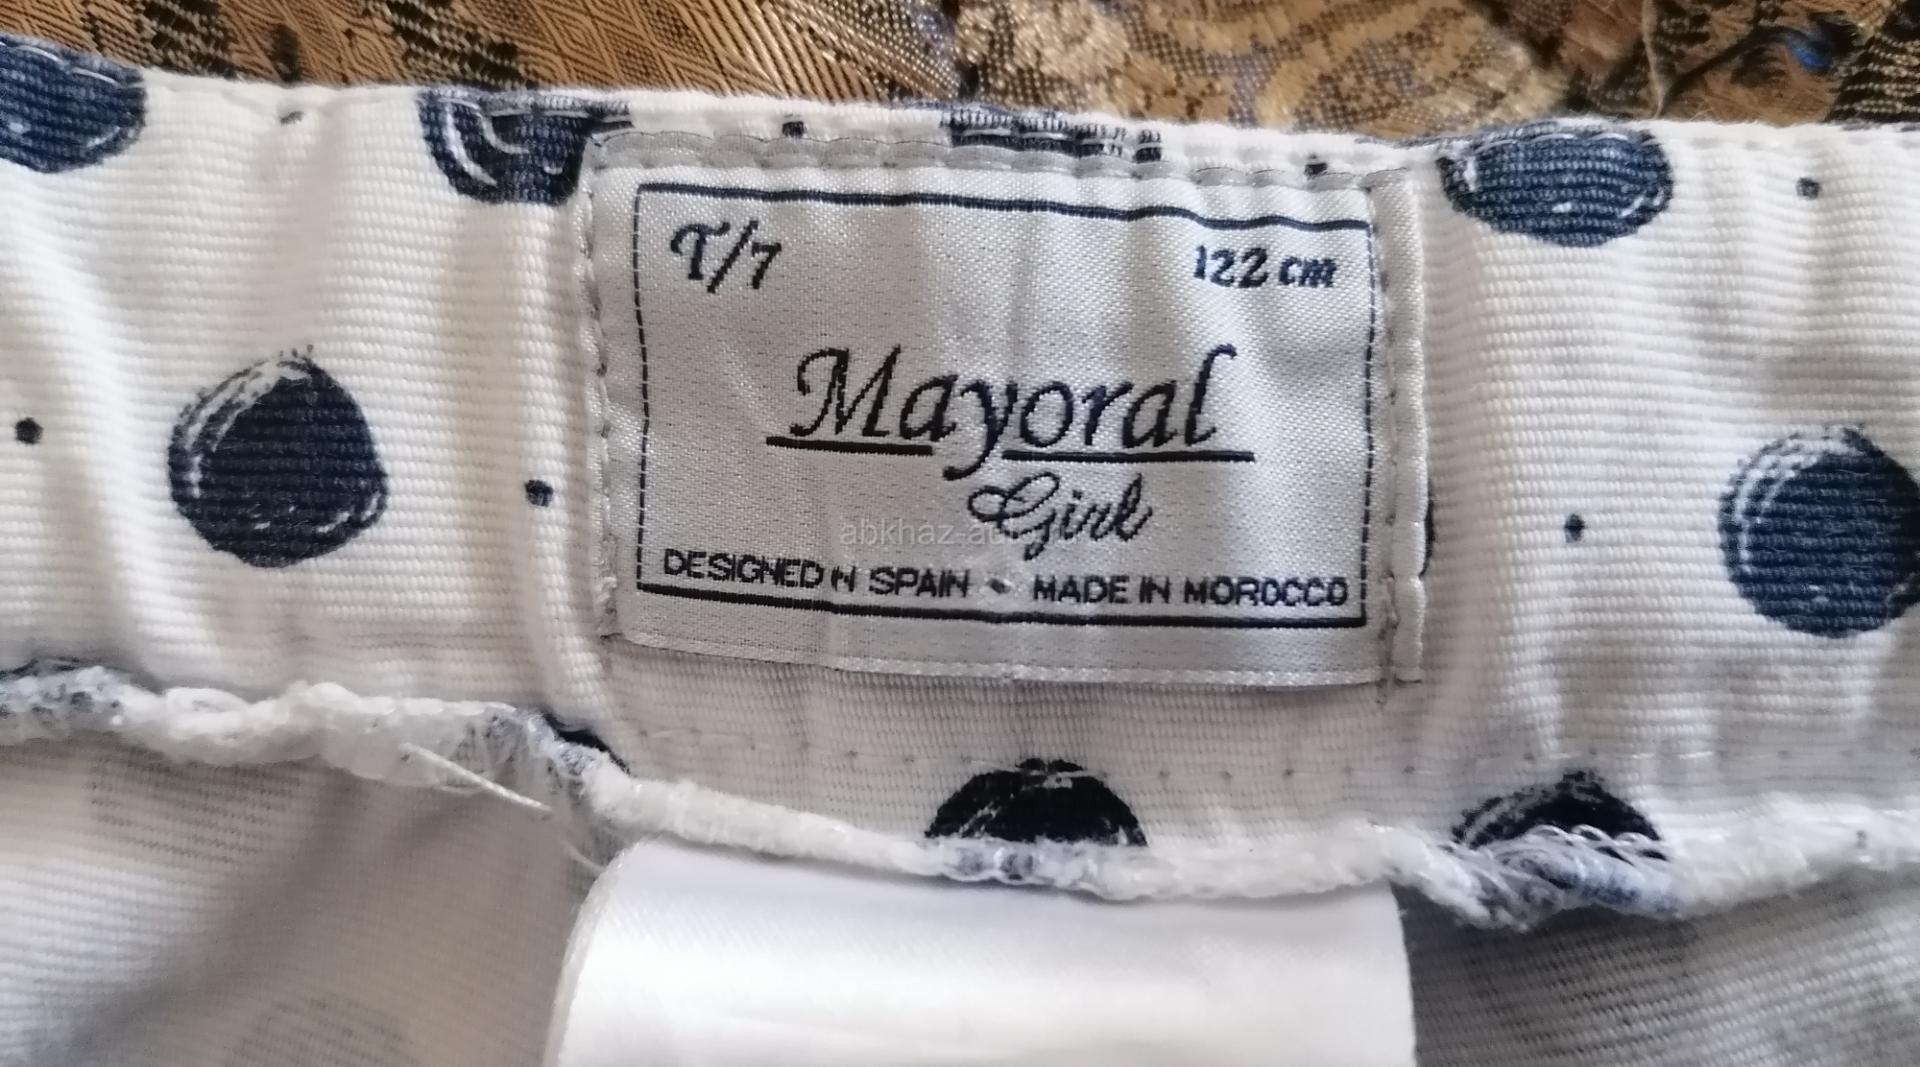 T/7 122 cm
Mayoral
Girl
DESIGNED IN SPAIN • MADE IN MOROCCO